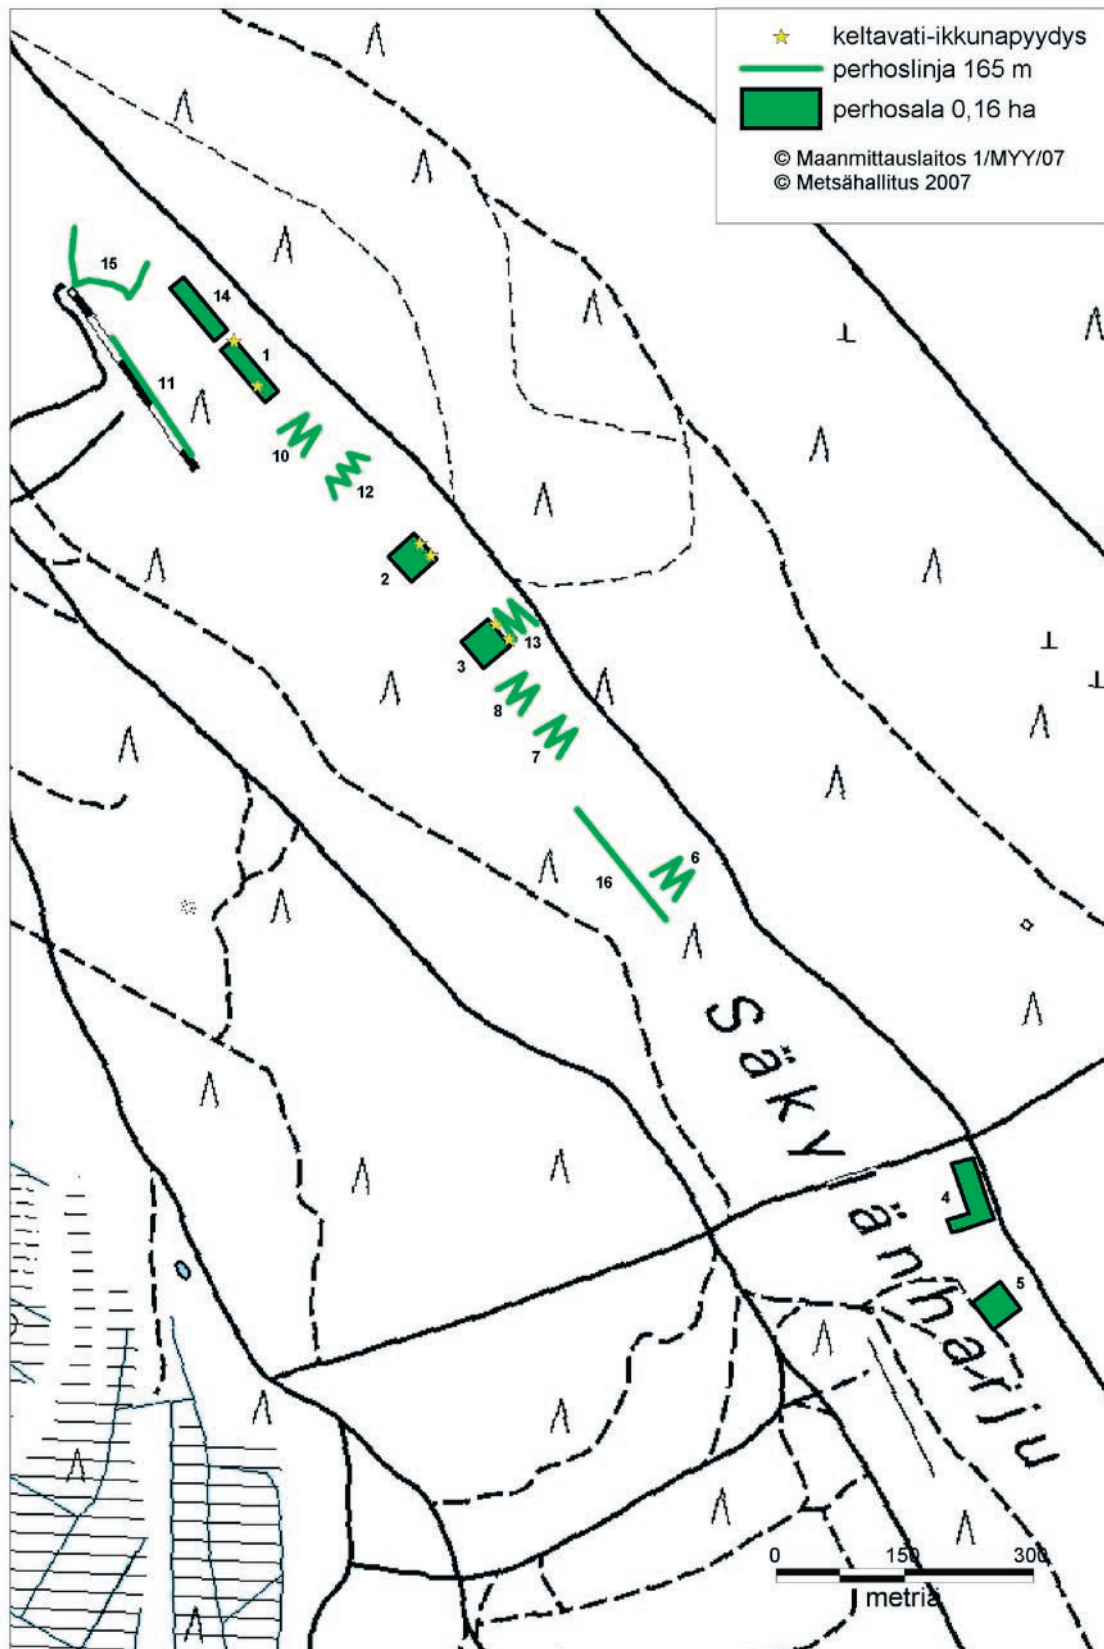 keltavati-ikkunapyydys
perhoslinja 165 m
perhosala 0,16 ha
© Maanmittauslaitos 1/MYY/07
© Metsähallitus 2007
15
14
1
11
10
12
2
13
3
8
7
6
16
Säkylänharju
4
5
0 150 300
metriä